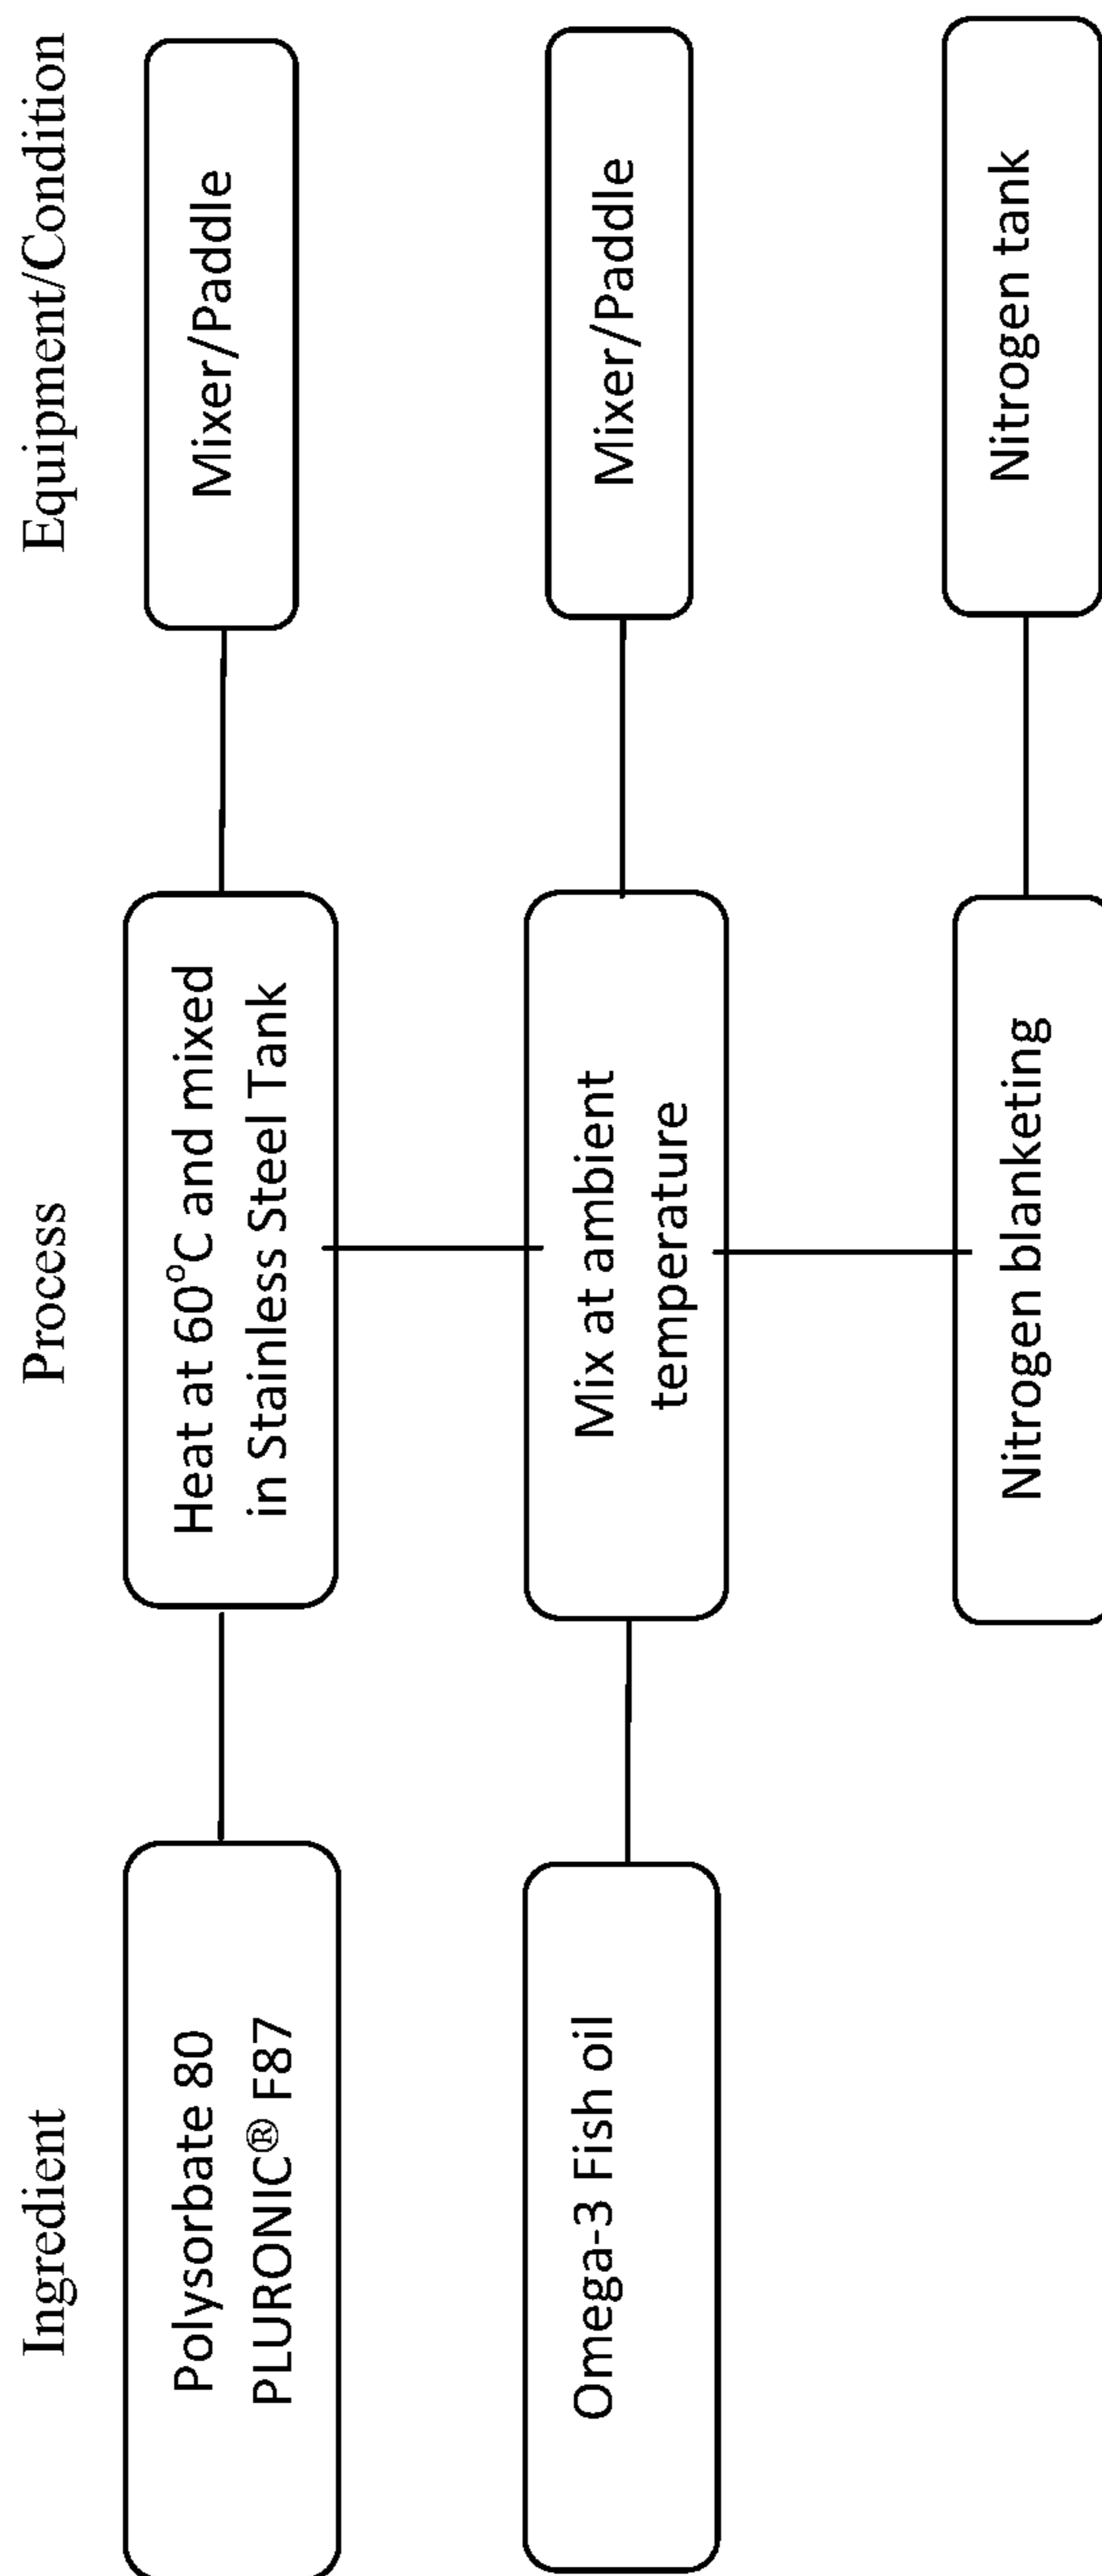 Ingredient
Process
Equipment/Condition
Polysorbate 80
PLURONIC® F87
Heat at 60°C and mixed
in Stainless Steel Tank
Mixer/Paddle
Omega-3 Fish oil
Mix at ambient
temperature
Mixer/Paddle
Nitrogen blanketing
Nitrogen tank